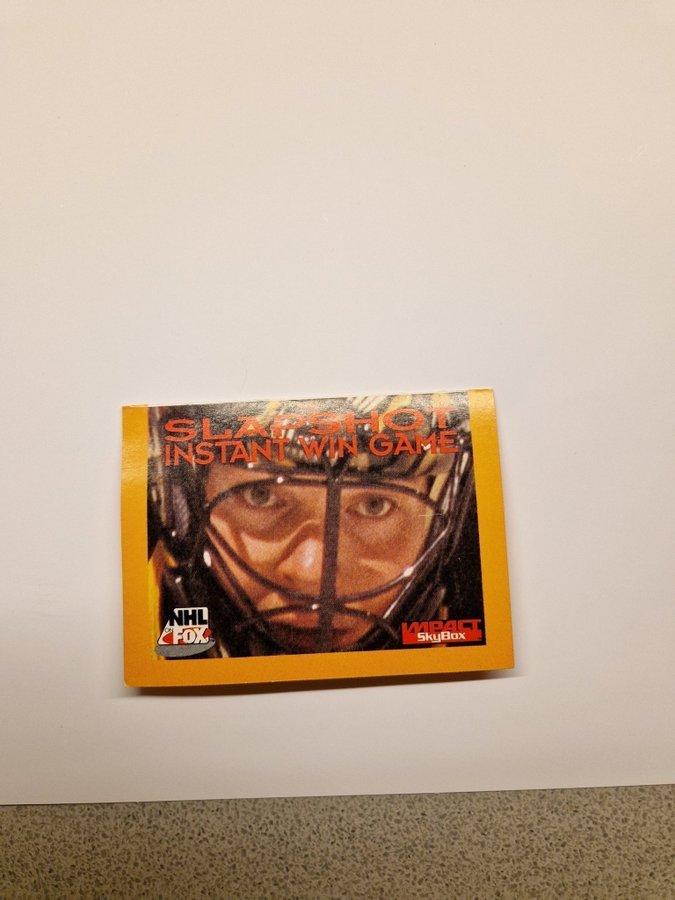 SLAPSHOT
INSTANT WIN GAME
NHL
FOX
IMPACT
SkyBox